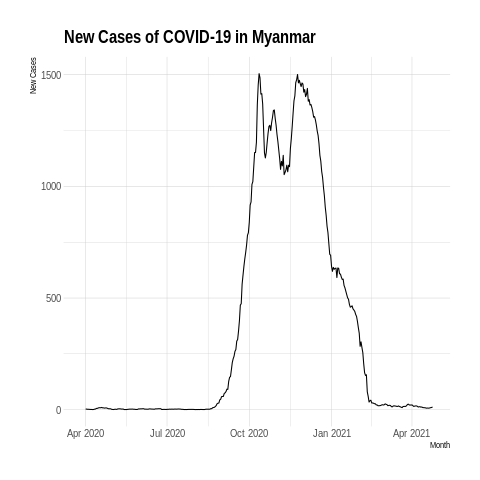 New Cases of COVID-19 in Myanmar
New Cases
1500
1000
500
0
Apr 2020 Jul 2020 Oct 2020 Jan 2021 Apr 2021
Month